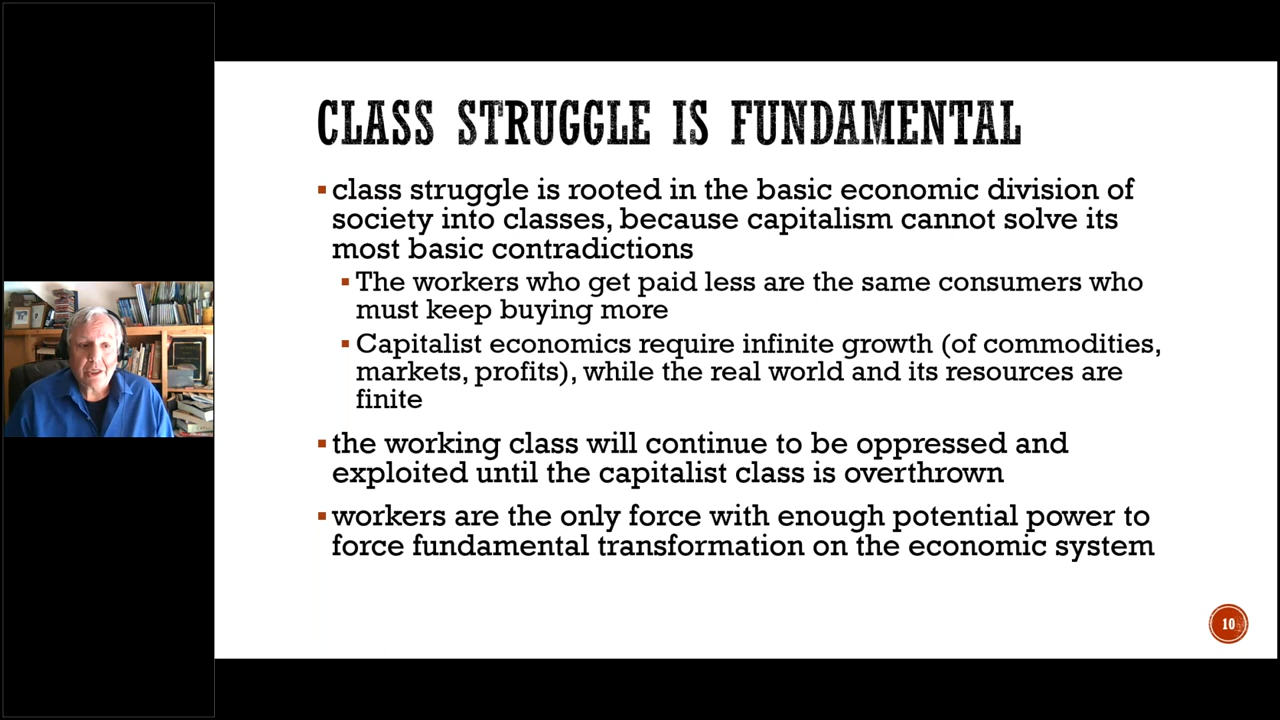 CLASS STRUGGLE IS FUNDAMENTAL
class struggle is rooted in the basic economic division of
society into classes, because capitalism cannot solve its
most basic contradictions
The workers who get paid less are the same consumers who
must keep buying more
Capitalist economics require infinite growth (of commodities,
markets, profits), while the real world and its resources are
finite
the working class will continue to be oppressed and
exploited until the capitalist class is overthrown
workers are the only force with enough potential power to
force fundamental transformation on the economic system
10